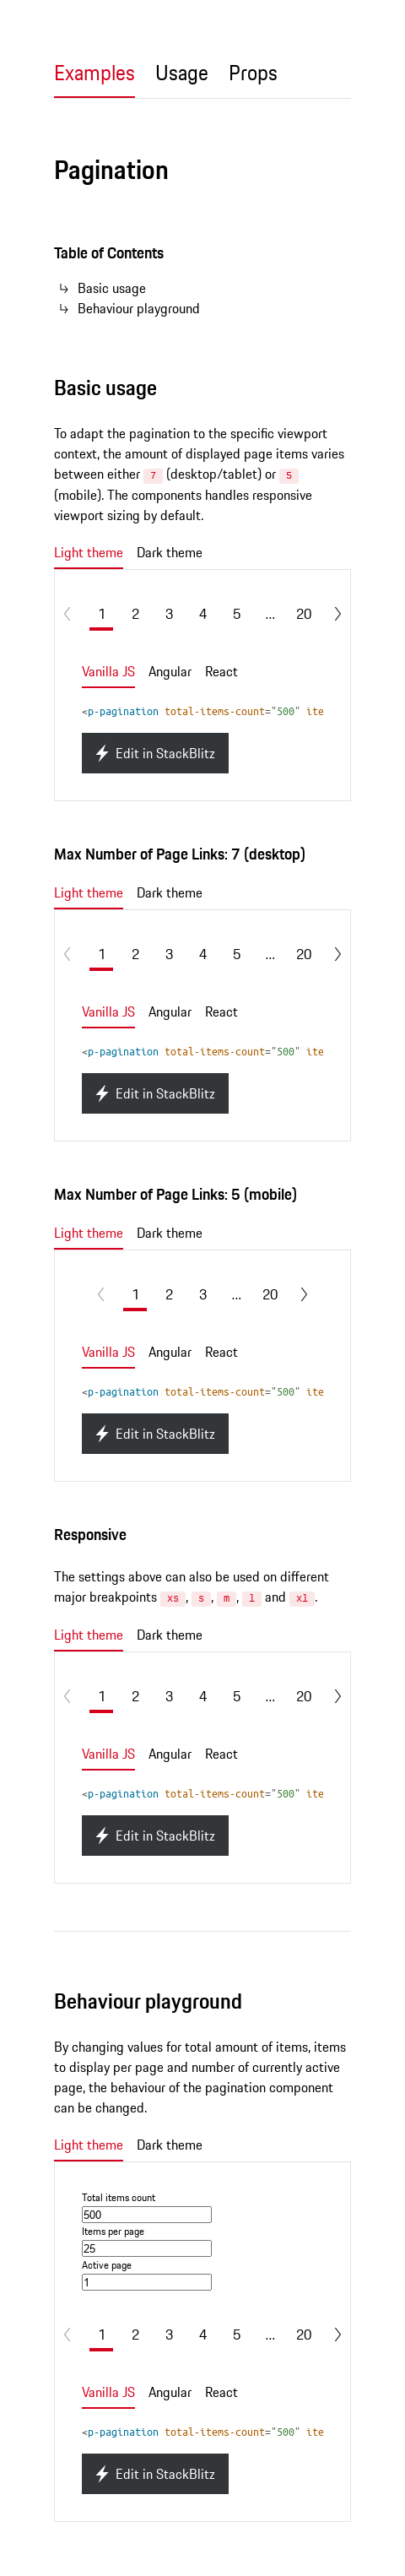 Examples Usage Props
Pagination
Table of Contents
Basic usage
Behaviour playground
Basic usage
To adapt the pagination to the specific viewport
context, the amount of displayed page items varies
between either 7 (desktop/tablet) or 5
(mobile). The components handles responsive
viewport sizing by default.
Light theme Dark theme
1 2 3 4 5 ... 20
Vanilla JS Angular React
<p-pagination total-items-count="500" ite
Edit in StackBlitz
Max Number of Page Links: 7 (desktop)
Light theme Dark theme
1 2 3 4 5 ... 20
Vanilla JS Angular React
<p-pagination total-items-count="500" ite
Edit in StackBlitz
Max Number of Page Links: 5 (mobile)
Light theme Dark theme
1 2 3 ... 20
Vanilla JS Angular React
<p-pagination total-items-count="500" ite
Edit in StackBlitz
Responsive
The settings above can also be used on different
major breakpoints xs, s, m, l and xl.
Light theme Dark theme
1 2 3 4 5 ... 20
Vanilla JS Angular React
<p-pagination total-items-count="500" ite
Edit in StackBlitz
Behaviour playground
By changing values for total amount of items, items
to display per page and number of currently active
page, the behaviour of the pagination component
can be changed.
Light theme Dark theme
Total items count
500
Items per page
25
Active page
1
1 2 3 4 5 ... 20
Vanilla JS Angular React
<p-pagination total-items-count="500" ite
Edit in StackBlitz